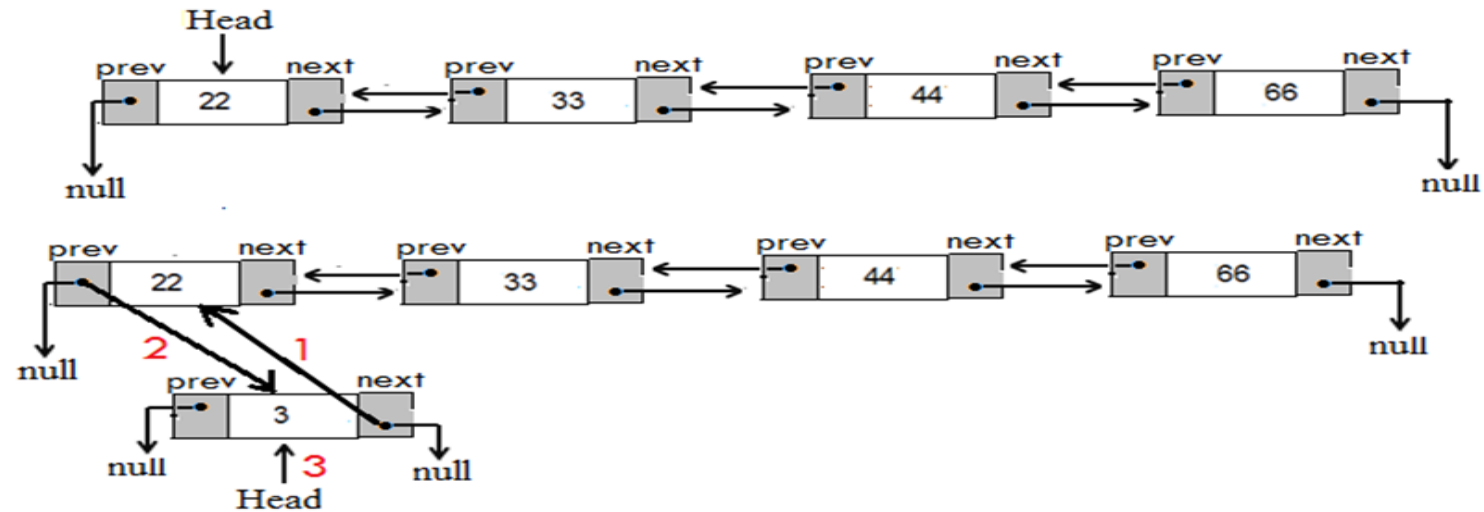 Head
prev next prev next prev next prev next
22 33 44 66
null null
prev next prev next prev next prev next
22 33 44 66
2 1
null null
prev next
3
null 3 null
Head